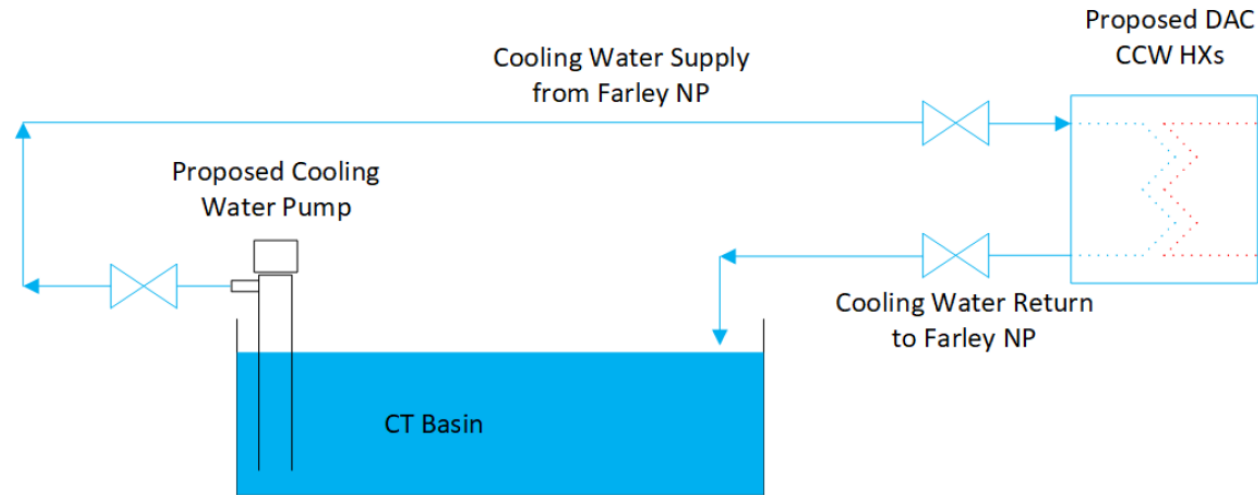 Proposed DAC
CCW HXs
Cooling Water Supply
from Farley NP
Proposed Cooling
Water Pump
Cooling Water Return
to Farley NP
CT Basin